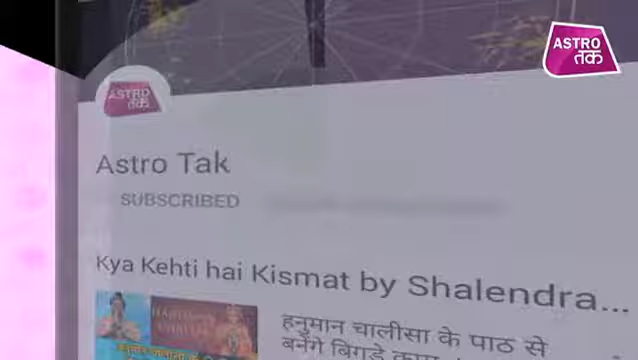 ASTRO
तक
ASTRO
तक
Astro Tak
SUBSCRIBED
Kya Kehti hai Kismat by Shalendra...
हनुमान चालीसा के पाठ से
बनेंगे बिगड़े काम